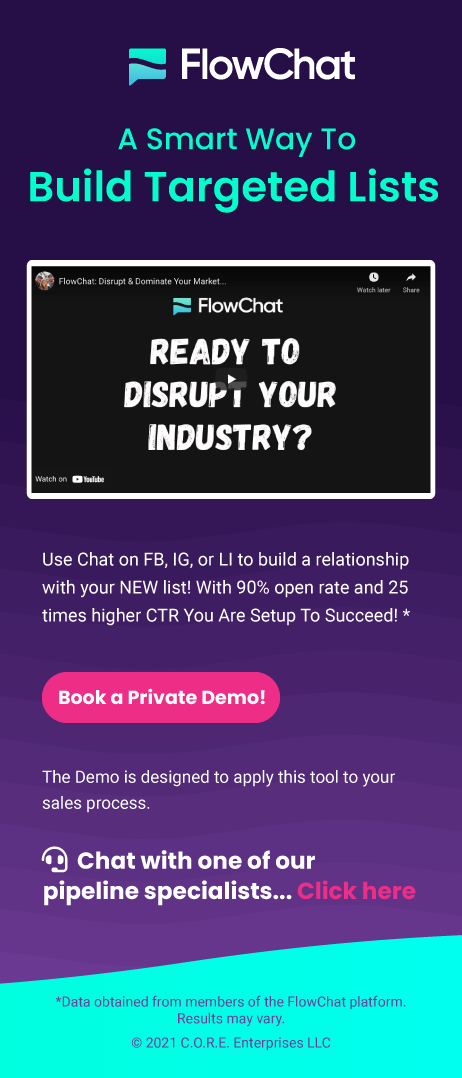 FlowChat
A Smart Way To
Build Targeted Lists
FlowChat: Disrupt & Dominate Your Market...
Watch later
Share
FlowChat
READY TO
DISRUPT YOUR
INDUSTRY?
Watch on YouTube
Use Chat on FB, IG, or LI to build a relationship
with your NEW list! With 90% open rate and 25
times higher CTR You Are Setup To Succeed! *
Book a Private Demo!
The Demo is designed to apply this tool to your
sales process.
Chat with one of our
pipeline specialists... Click here
*Data obtained from members of the FlowChat platform.
Results may vary.
© 2021 C.O.R.E. Enterprises LLC